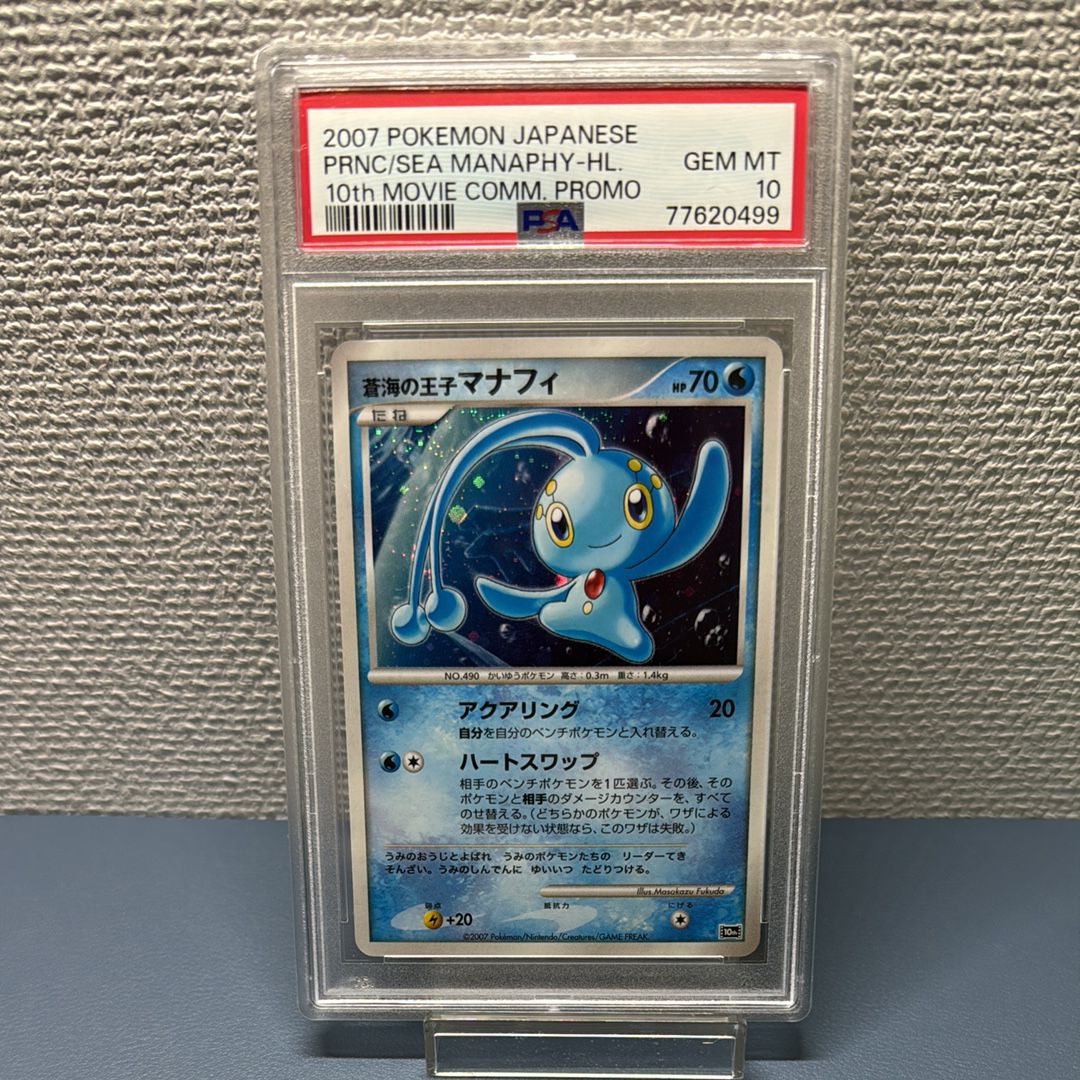 2007 POKEMON JAPANESE
PRNC/SEA MANAPHY-HL. GEM MT
10th MOVIE COMM. PROMO 10
PSA 77620499
蒼海の王子マナフィ HP70
たね
NO.490 かいゆうポケモン 高さ:0.3m 重さ:1.4kg
アクアリング 20
自分を自分のベンチポケモンと入れ替える。
ハートスワップ
相手のベンチポケモンを1匹選ぶ。その後、その
ポケモンと相手のダメージカウンターを、すべて
のせ替える。(どちらかのポケモンが、ワザによる
効果を受けない状態なら、このワザは失敗。)
うみのおうじとよばれ うみのポケモンたちの リーダーてき
そんざい。うみのしんでんに ゆいいつ たどりつける。
Illus.Masakazu Fukuda
弱点 抵抗力 にげる
+20
©2007 Pokémon/Nintendo/Creatures/GAME FREAK.
10th